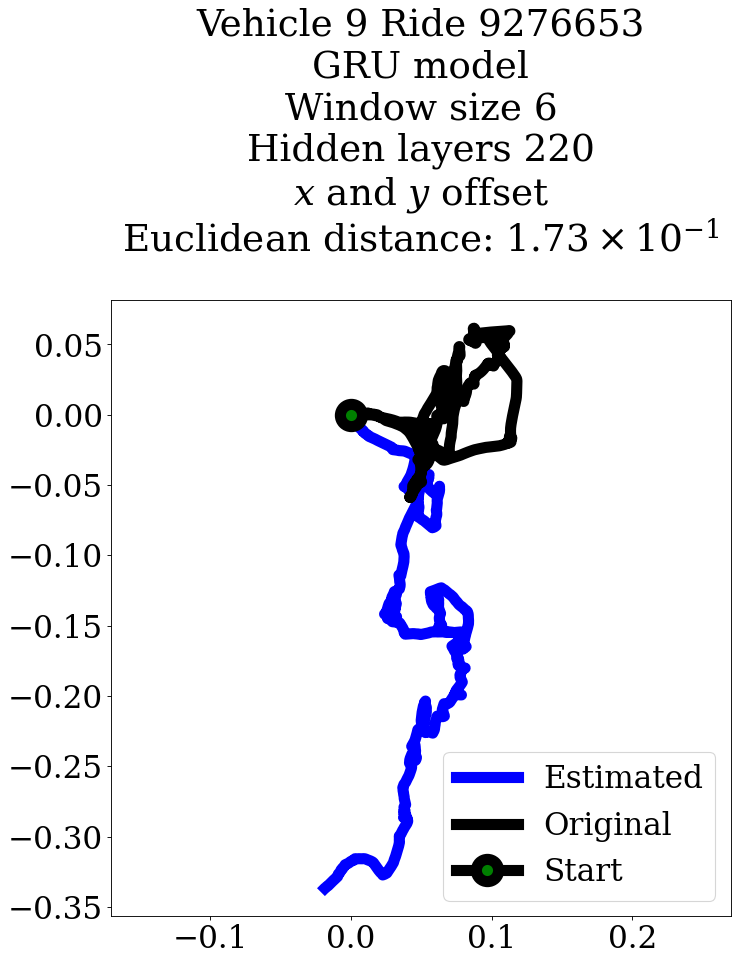 Vehicle 9 Ride 9276653
GRU model
Window size 6
Hidden layers 220
x and y offset
Euclidean distance: 1.73 × 10⁻¹
0.05
0.00
−0.05
−0.10
−0.15
−0.20
−0.25
−0.30
−0.35
−0.1 0.0 0.1 0.2
Estimated
Original
Start